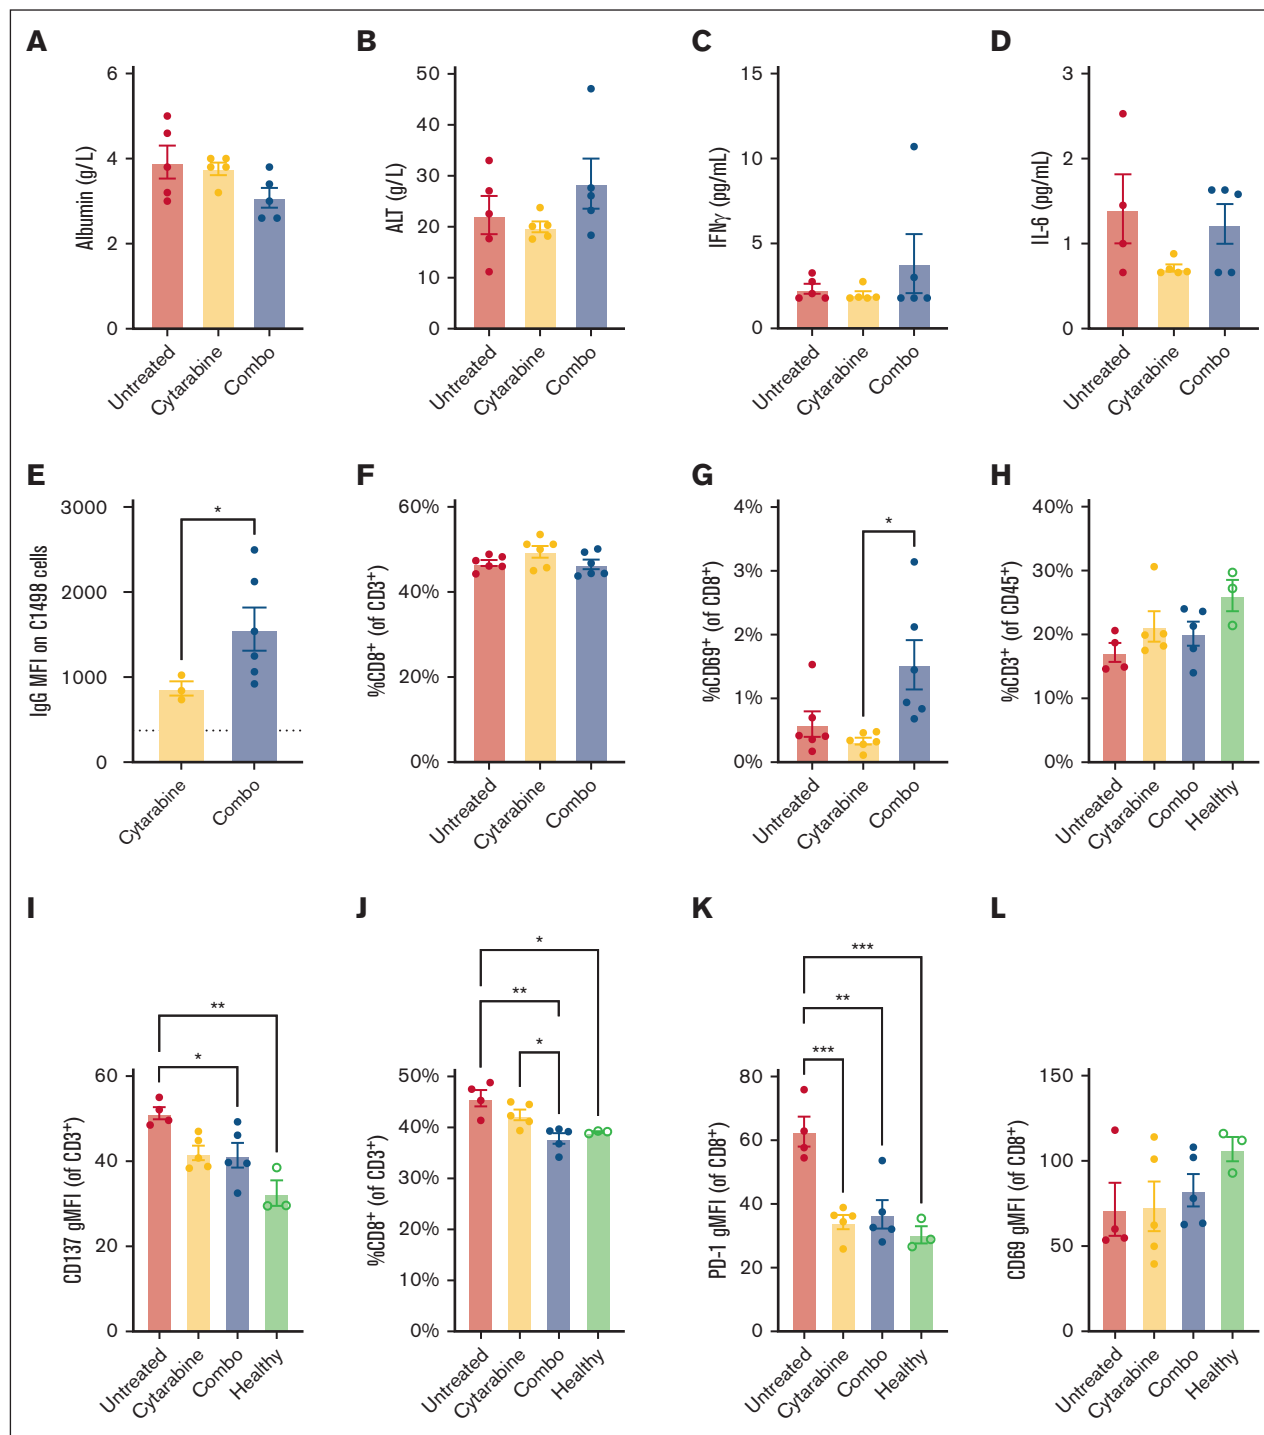 A
Albumin (g/L)
6
4
2
0
Untreated
Cytarabine
Combo
B
ALT (g/L)
50
40
30
20
10
0
Untreated
Cytarabine
Combo
C
IFNγ (pg/mL)
15
10
5
0
Untreated
Cytarabine
Combo
D
IL-6 (pg/mL)
3
2
1
0
Untreated
Cytarabine
Combo
E
IgG MFI on C1498 cells
3000
2000
1000
0
*
Cytarabine
Combo
F
%CD8⁺ (of CD3⁺)
60%
40%
20%
0%
Untreated
Cytarabine
Combo
G
%CD69⁺ (of CD8⁺)
4%
3%
2%
1%
0%
*
Untreated
Cytarabine
Combo
H
%CD3⁺ (of CD45⁺)
40%
30%
20%
10%
0%
Untreated
Cytarabine
Combo
Healthy
I
CD137 gMFI (of CD3⁺)
60
40
20
0
**
*
Untreated
Cytarabine
Combo
Healthy
J
%CD8⁺ (of CD3⁺)
50%
40%
30%
20%
10%
0%
*
**
*
Untreated
Cytarabine
Combo
Healthy
K
PD-1 gMFI (of CD8⁺)
80
60
40
20
0
***
**
***
Untreated
Cytarabine
Combo
Healthy
L
CD69 gMFI (of CD8⁺)
150
100
50
0
Untreated
Cytarabine
Combo
Healthy